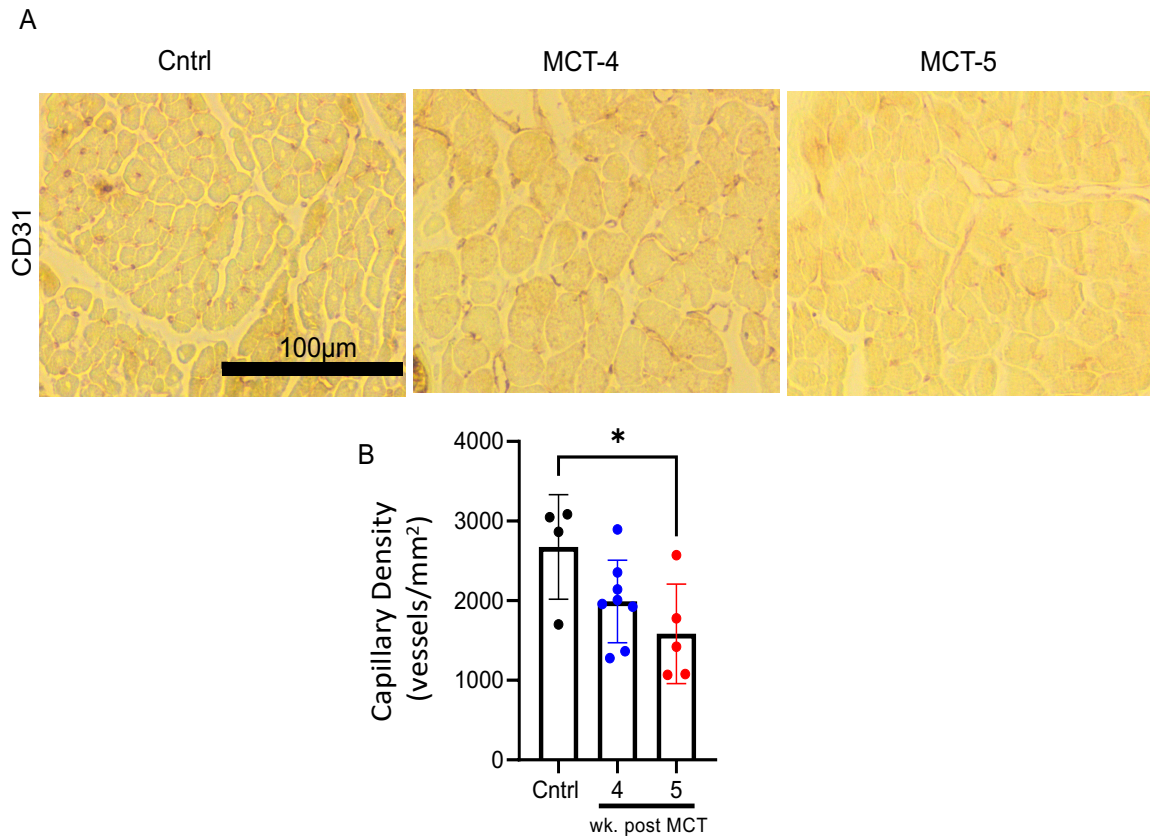 A
Cntrl
MCT-4
MCT-5
CD31
100µm
B
*
Capillary Density
(vessels/mm²)
4000
3000
2000
1000
0
Cntrl
4
5
wk. post MCT